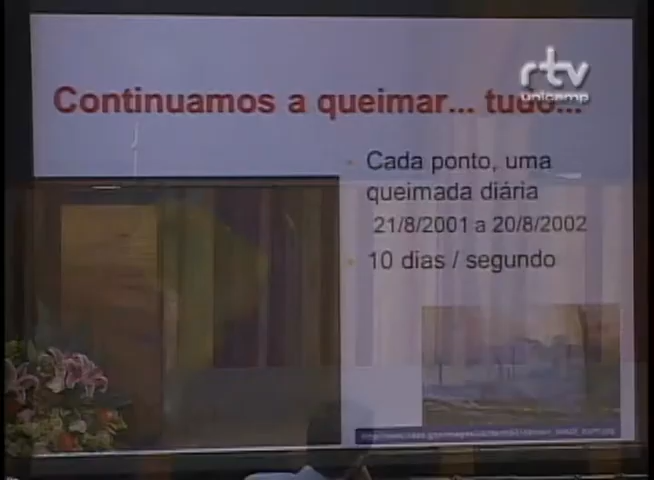 rtv
unicamp
Continuamos a queimar... tudo...
Cada ponto, uma
queimada diária
21/8/2001 a 20/8/2002
10 dias / segundo